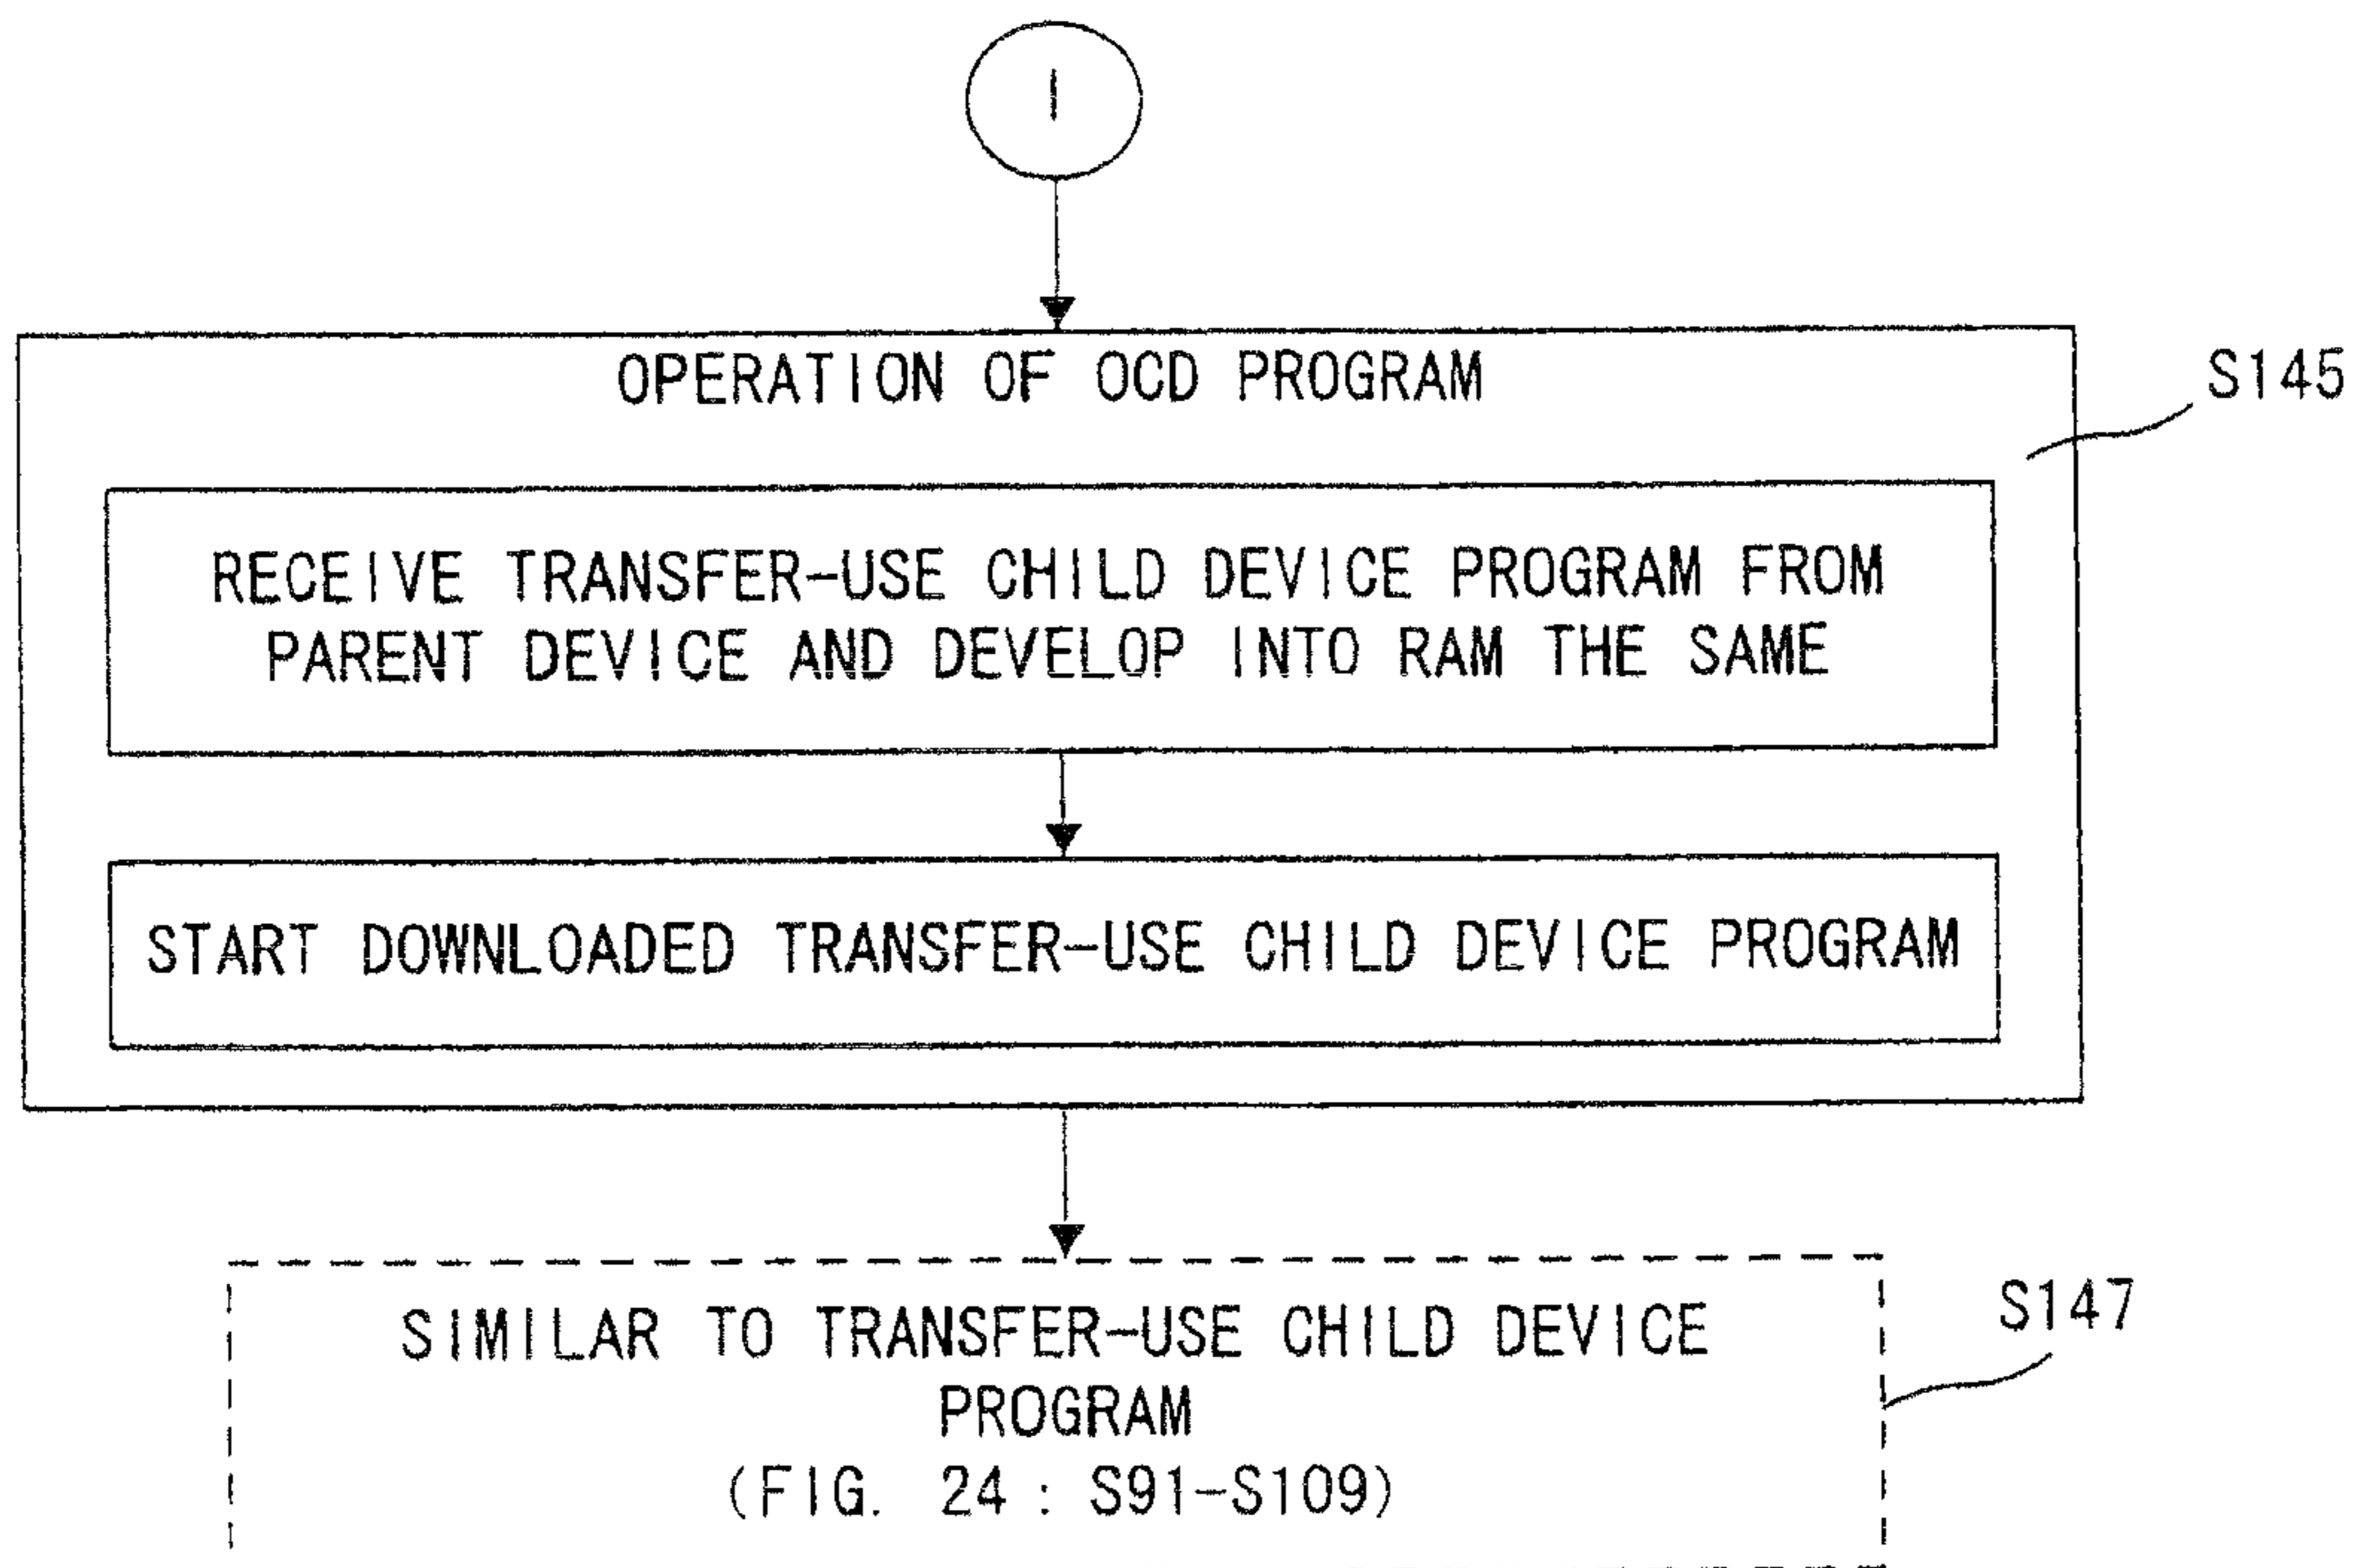 I
OPERATION OF OCD PROGRAM
S145
RECEIVE TRANSFER-USE CHILD DEVICE PROGRAM FROM
PARENT DEVICE AND DEVELOP INTO RAM THE SAME
START DOWNLOADED TRANSFER-USE CHILD DEVICE PROGRAM
SIMILAR TO TRANSFER-USE CHILD DEVICE
PROGRAM
(FIG. 24 : S91-S109)
S147